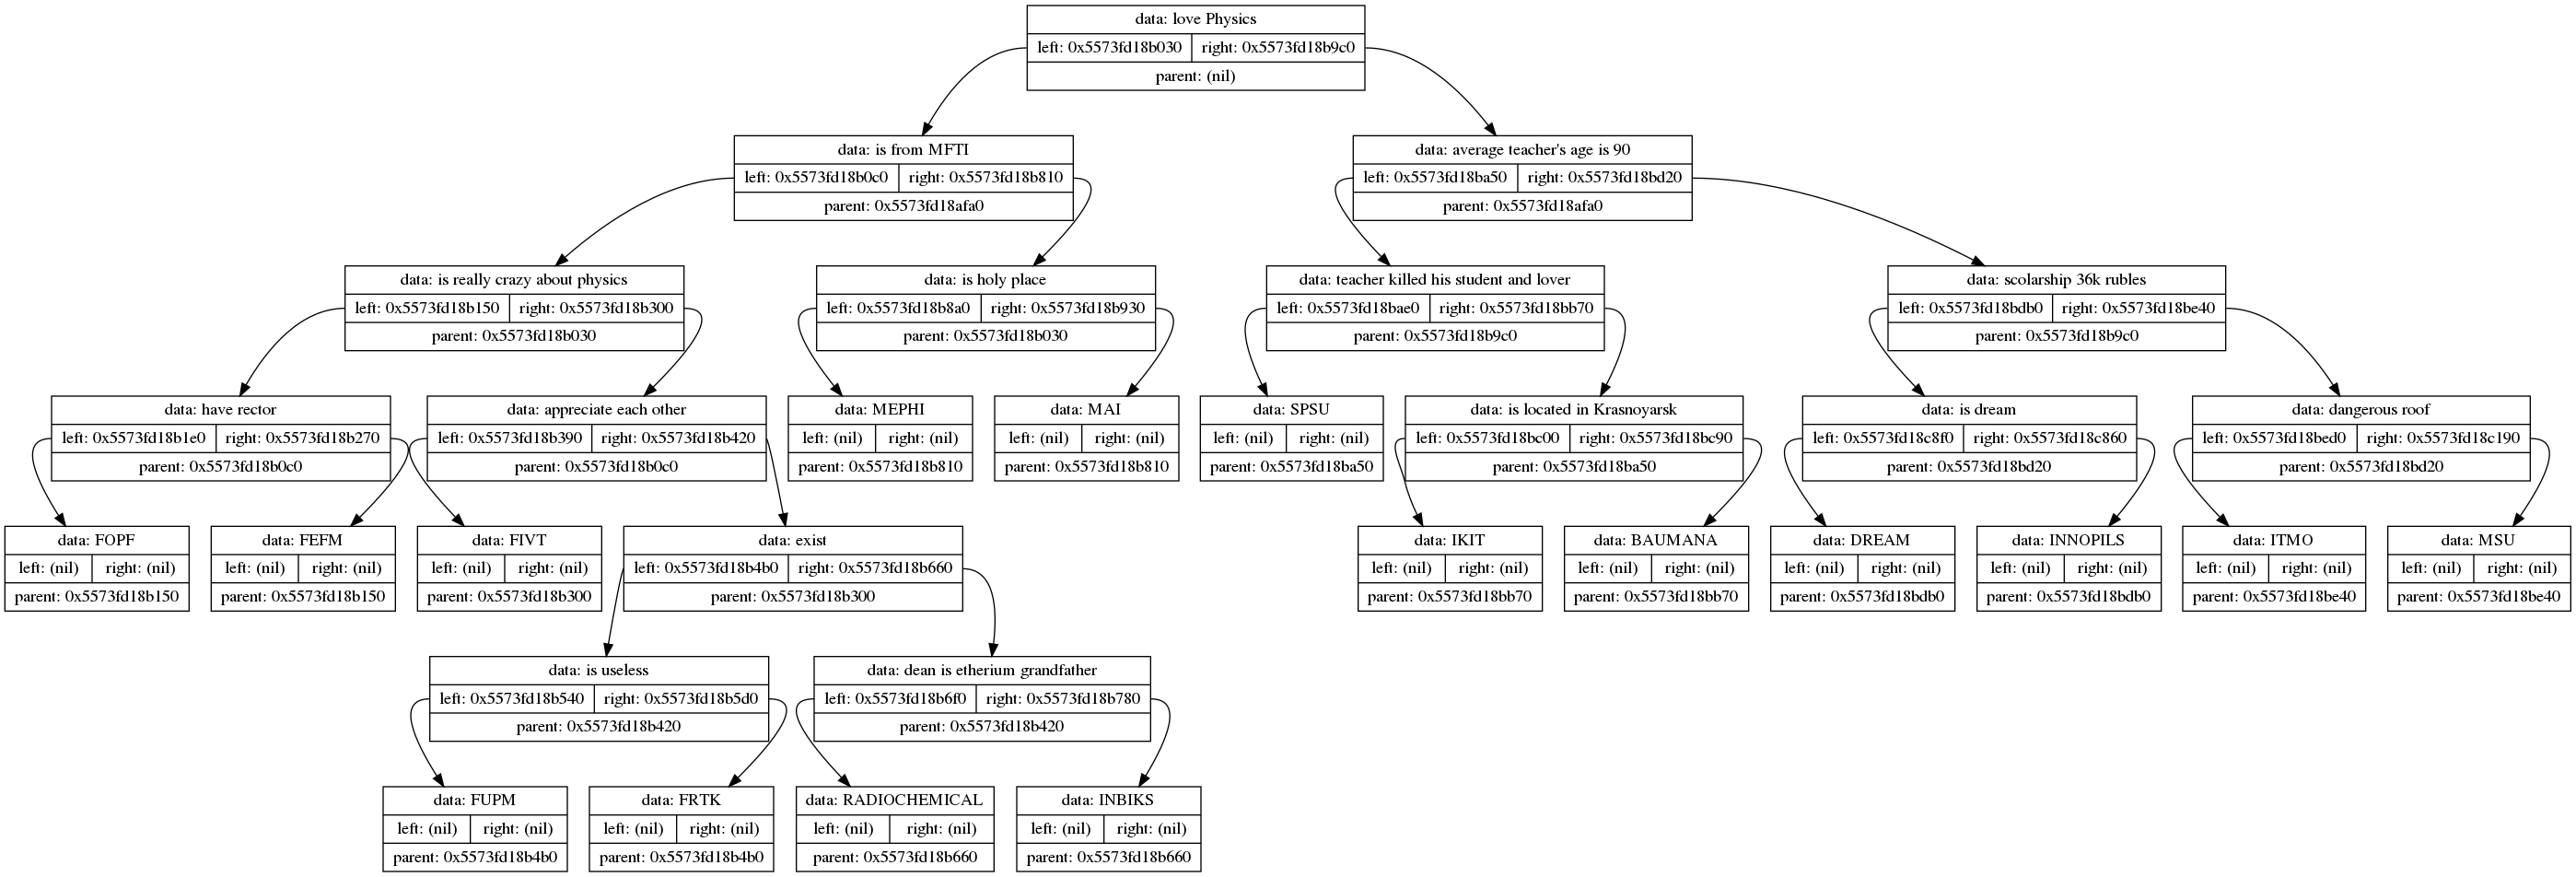 data: love Physics
left: 0x5573fd18b030 right: 0x5573fd18b9c0
parent: (nil)
data: is from MFTI
left: 0x5573fd18b0c0 right: 0x5573fd18b810
parent: 0x5573fd18afa0
data: average teacher's age is 90
left: 0x5573fd18ba50 right: 0x5573fd18bd20
parent: 0x5573fd18afa0
data: is really crazy about physics
left: 0x5573fd18b150 right: 0x5573fd18b300
parent: 0x5573fd18b030
data: is holy place
left: 0x5573fd18b8a0 right: 0x5573fd18b930
parent: 0x5573fd18b030
data: teacher killed his student and lover
left: 0x5573fd18bae0 right: 0x5573fd18bb70
parent: 0x5573fd18b9c0
data: scolarship 36k rubles
left: 0x5573fd18bdb0 right: 0x5573fd18be40
parent: 0x5573fd18b9c0
data: have rector
left: 0x5573fd18b1e0 right: 0x5573fd18b270
parent: 0x5573fd18b0c0
data: appreciate each other
left: 0x5573fd18b390 right: 0x5573fd18b420
parent: 0x5573fd18b0c0
data: MEPHI
left: (nil) right: (nil)
parent: 0x5573fd18b810
data: MAI
left: (nil) right: (nil)
parent: 0x5573fd18b810
data: SPSU
left: (nil) right: (nil)
parent: 0x5573fd18ba50
data: is located in Krasnoyarsk
left: 0x5573fd18bc00 right: 0x5573fd18bc90
parent: 0x5573fd18ba50
data: is dream
left: 0x5573fd18c8f0 right: 0x5573fd18c860
parent: 0x5573fd18bd20
data: dangerous roof
left: 0x5573fd18bed0 right: 0x5573fd18c190
parent: 0x5573fd18bd20
data: FOPF
left: (nil) right: (nil)
parent: 0x5573fd18b150
data: FEFM
left: (nil) right: (nil)
parent: 0x5573fd18b150
data: FIVT
left: (nil) right: (nil)
parent: 0x5573fd18b300
data: exist
left: 0x5573fd18b4b0 right: 0x5573fd18b660
parent: 0x5573fd18b300
data: IKIT
left: (nil) right: (nil)
parent: 0x5573fd18bb70
data: BAUMANA
left: (nil) right: (nil)
parent: 0x5573fd18bb70
data: DREAM
left: (nil) right: (nil)
parent: 0x5573fd18bdb0
data: INNOPILS
left: (nil) right: (nil)
parent: 0x5573fd18bdb0
data: ITMO
left: (nil) right: (nil)
parent: 0x5573fd18be40
data: MSU
left: (nil) right: (nil)
parent: 0x5573fd18be40
data: is useless
left: 0x5573fd18b540 right: 0x5573fd18b5d0
parent: 0x5573fd18b420
data: dean is etherium grandfather
left: 0x5573fd18b6f0 right: 0x5573fd18b780
parent: 0x5573fd18b420
data: FUPM
left: (nil) right: (nil)
parent: 0x5573fd18b4b0
data: FRTK
left: (nil) right: (nil)
parent: 0x5573fd18b4b0
data: RADIOCHEMICAL
left: (nil) right: (nil)
parent: 0x5573fd18b660
data: INBIKS
left: (nil) right: (nil)
parent: 0x5573fd18b660